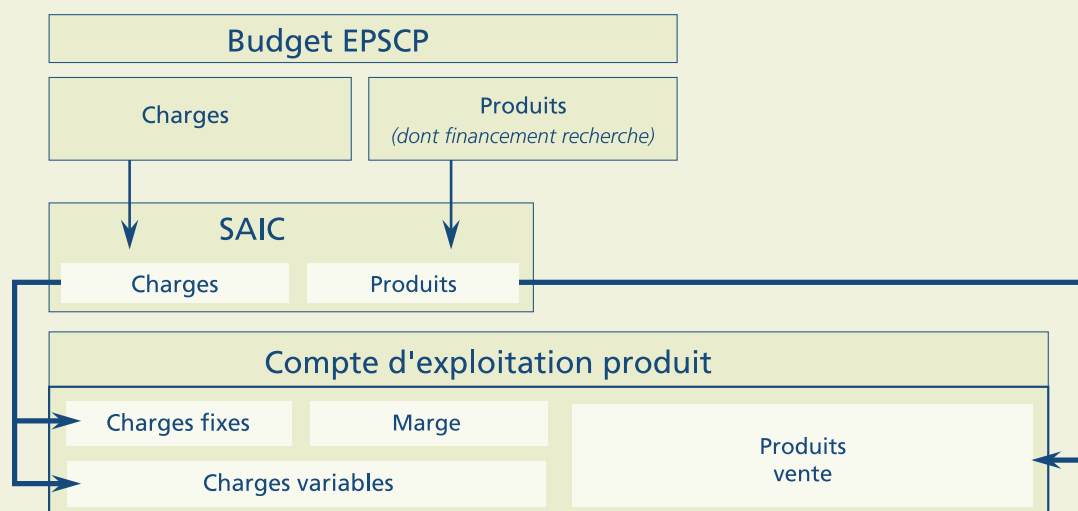 Budget EPSCP
Charges
Produits
(dont financement recherche)
SAIC
Charges
Produits
Compte d'exploitation produit
Charges fixes
Marge
Produits
vente
Charges variables